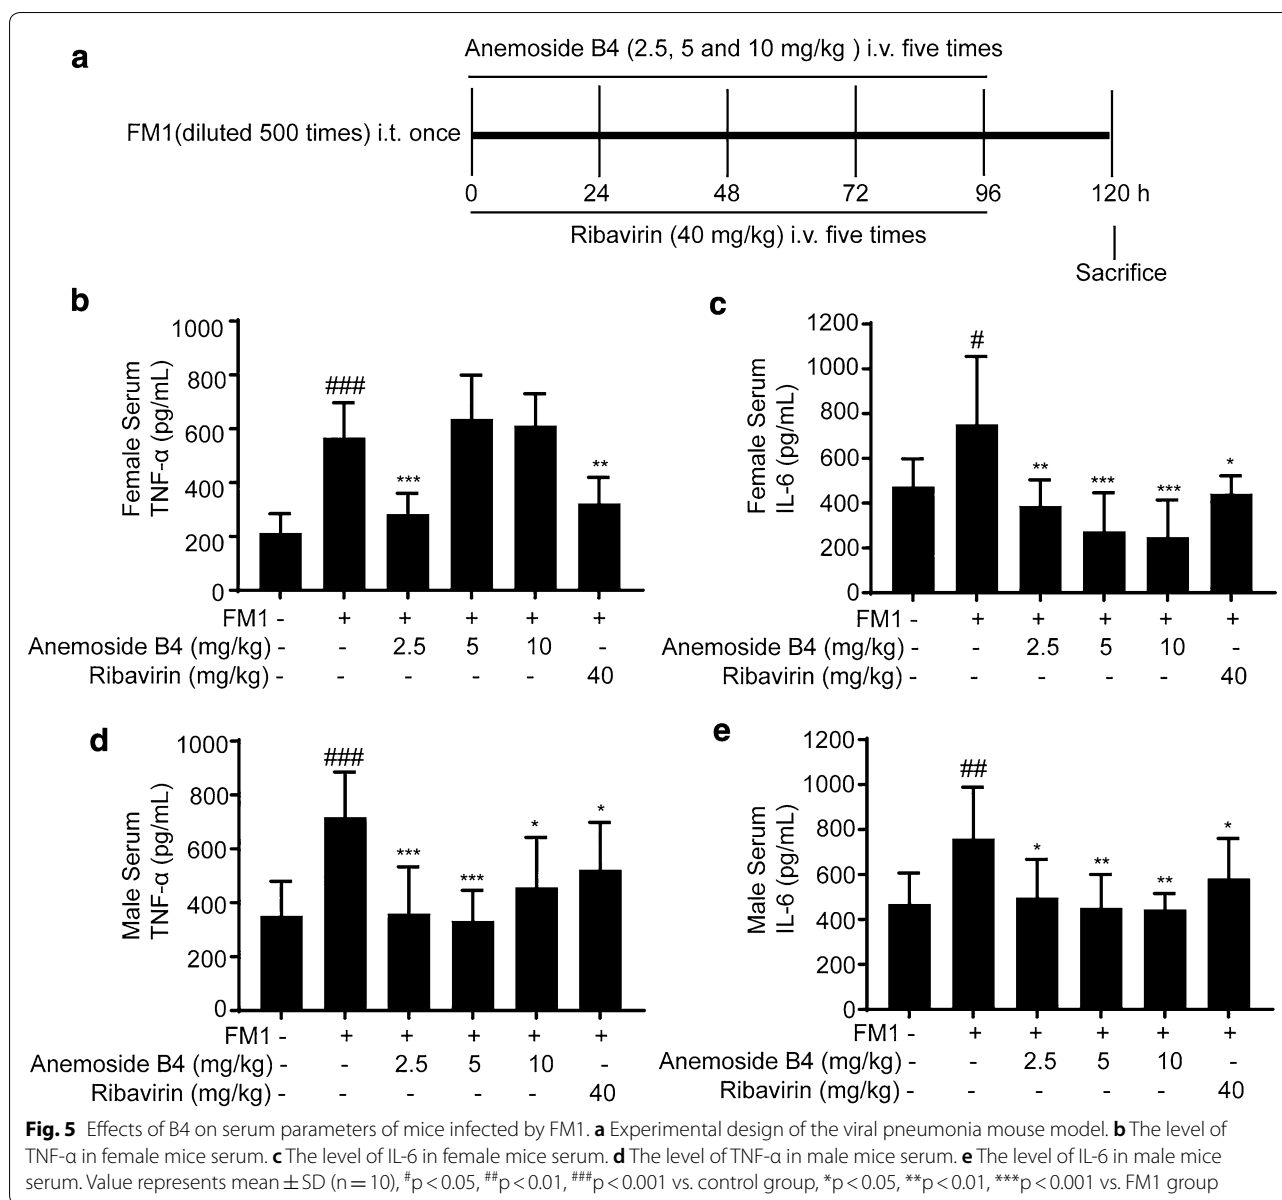 a
Anemoside B4 (2.5, 5 and 10 mg/kg ) i.v. five times
FM1(diluted 500 times) i.t. once
0 24 48 72 96 120 h
Ribavirin (40 mg/kg) i.v. five times
Sacrifice
b
Female Serum
TNF-α (pg/mL)
1000
800
600
400
200
0
### *** **
FM1 - + + + + +
Anemoside B4 (mg/kg) - - 2.5 5 10 -
Ribavirin (mg/kg) - - - - - 40
c
Female Serum
IL-6 (pg/mL)
1200
1000
800
600
400
200
0
# ** *** *** *
FM1 - + + + + +
Anemoside B4 (mg/kg) - - 2.5 5 10 -
Ribavirin (mg/kg) - - - - - 40
d
Male Serum
TNF-α (pg/mL)
1000
800
600
400
200
0
### *** *** * *
FM1 - + + + + +
Anemoside B4 (mg/kg) - - 2.5 5 10 -
Ribavirin (mg/kg) - - - - - 40
e
Male Serum
IL-6 (pg/mL)
1200
1000
800
600
400
200
0
## * ** ** *
FM1 - + + + + +
Anemoside B4 (mg/kg) - - 2.5 5 10 -
Ribavirin (mg/kg) - - - - - 40
Fig. 5 Effects of B4 on serum parameters of mice infected by FM1. a Experimental design of the viral pneumonia mouse model. b The level of
TNF-α in female mice serum. c The level of IL-6 in female mice serum. d The level of TNF-α in male mice serum. e The level of IL-6 in male mice
serum. Value represents mean ± SD (n = 10), #p < 0.05, ##p < 0.01, ###p < 0.001 vs. control group, *p < 0.05, **p < 0.01, ***p < 0.001 vs. FM1 group